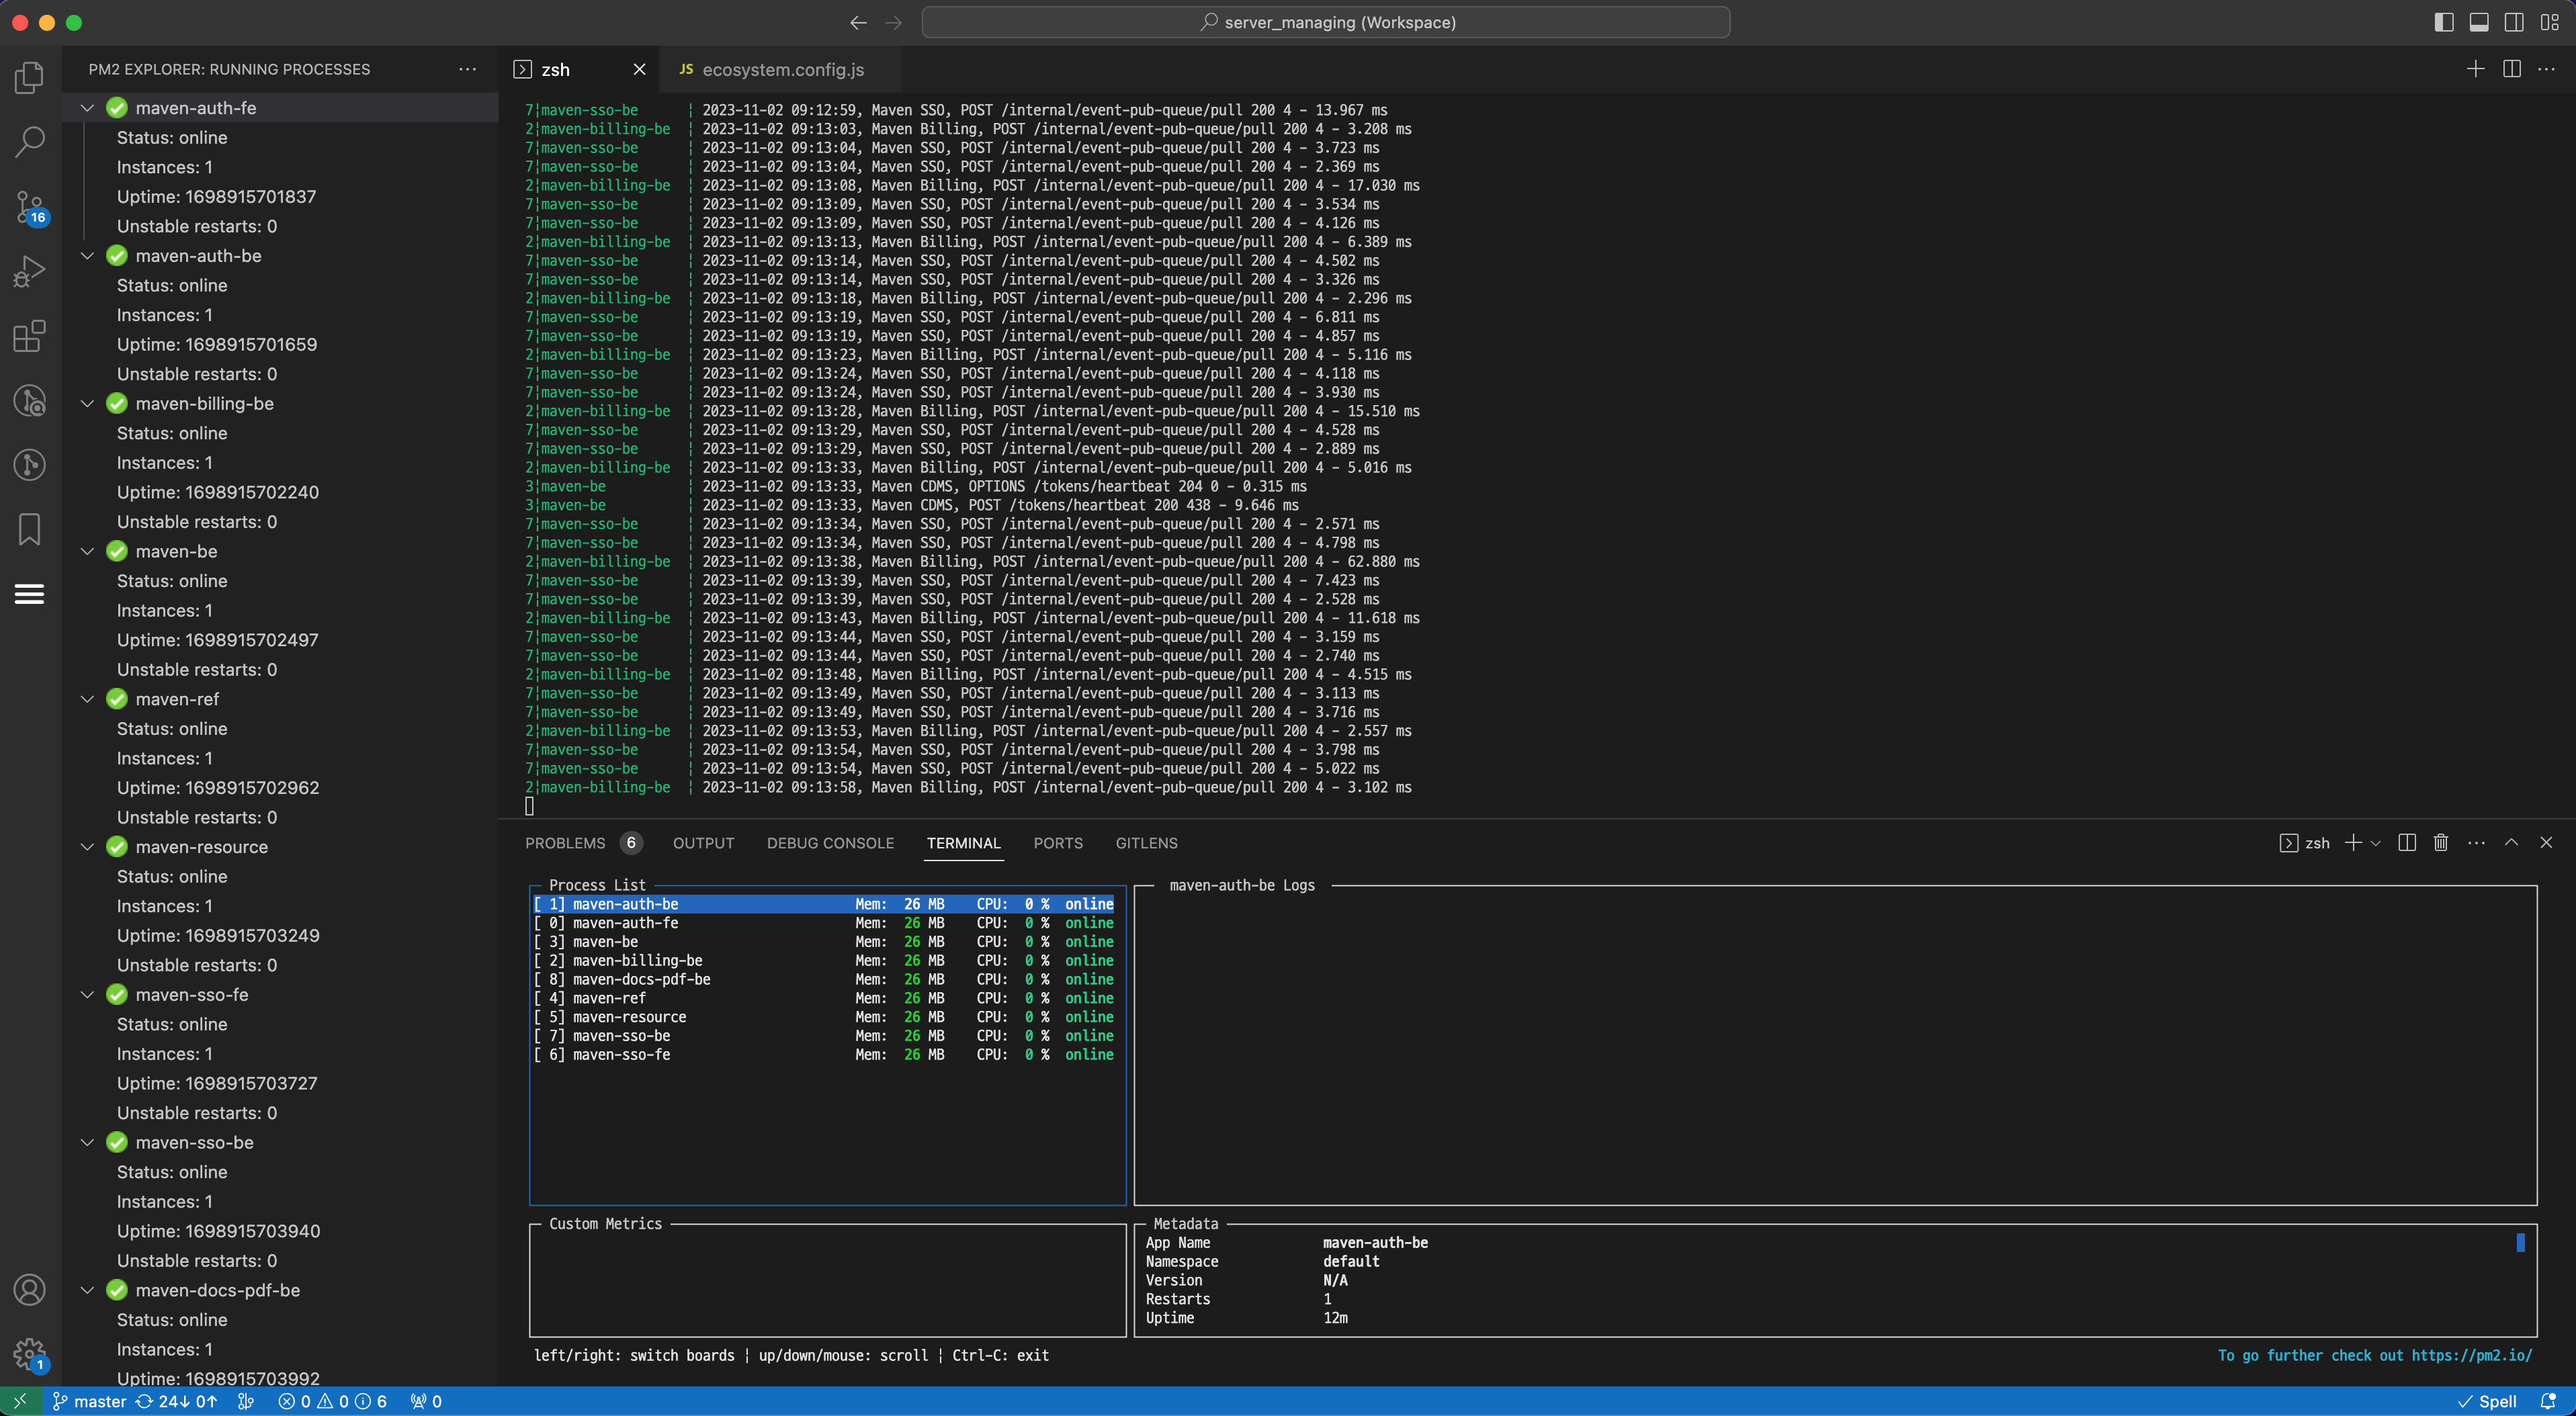 server_managing (Workspace)
PM2 EXPLORER: RUNNING PROCESSES
16
maven-auth-fe
Status: online
Instances: 1
Uptime: 1698915701837
Unstable restarts: 0
maven-auth-be
Status: online
Instances: 1
Uptime: 1698915701659
Unstable restarts: 0
maven-billing-be
Status: online
Instances: 1
Uptime: 1698915702240
Unstable restarts: 0
maven-be
Status: online
Instances: 1
Uptime: 1698915702497
Unstable restarts: 0
maven-ref
Status: online
Instances: 1
Uptime: 1698915702962
Unstable restarts: 0
maven-resource
Status: online
Instances: 1
Uptime: 1698915703249
Unstable restarts: 0
maven-sso-fe
Status: online
Instances: 1
Uptime: 1698915703727
Unstable restarts: 0
maven-sso-be
Status: online
Instances: 1
Uptime: 1698915703940
Unstable restarts: 0
maven-docs-pdf-be
Status: online
Instances: 1
Uptime: 1698915703992
1
zsh
JS ecosystem.config.js
7|maven-sso-be | 2023-11-02 09:12:59, Maven SSO, POST /internal/event-pub-queue/pull 200 4 - 13.967 ms
2|maven-billing-be | 2023-11-02 09:13:03, Maven Billing, POST /internal/event-pub-queue/pull 200 4 - 3.208 ms
7|maven-sso-be | 2023-11-02 09:13:04, Maven SSO, POST /internal/event-pub-queue/pull 200 4 - 3.723 ms
7|maven-sso-be | 2023-11-02 09:13:04, Maven SSO, POST /internal/event-pub-queue/pull 200 4 - 2.369 ms
2|maven-billing-be | 2023-11-02 09:13:08, Maven Billing, POST /internal/event-pub-queue/pull 200 4 - 17.030 ms
7|maven-sso-be | 2023-11-02 09:13:09, Maven SSO, POST /internal/event-pub-queue/pull 200 4 - 3.534 ms
7|maven-sso-be | 2023-11-02 09:13:09, Maven SSO, POST /internal/event-pub-queue/pull 200 4 - 4.126 ms
2|maven-billing-be | 2023-11-02 09:13:13, Maven Billing, POST /internal/event-pub-queue/pull 200 4 - 6.389 ms
7|maven-sso-be | 2023-11-02 09:13:14, Maven SSO, POST /internal/event-pub-queue/pull 200 4 - 4.502 ms
7|maven-sso-be | 2023-11-02 09:13:14, Maven SSO, POST /internal/event-pub-queue/pull 200 4 - 3.326 ms
2|maven-billing-be | 2023-11-02 09:13:18, Maven Billing, POST /internal/event-pub-queue/pull 200 4 - 2.296 ms
7|maven-sso-be | 2023-11-02 09:13:19, Maven SSO, POST /internal/event-pub-queue/pull 200 4 - 6.811 ms
7|maven-sso-be | 2023-11-02 09:13:19, Maven SSO, POST /internal/event-pub-queue/pull 200 4 - 4.857 ms
2|maven-billing-be | 2023-11-02 09:13:23, Maven Billing, POST /internal/event-pub-queue/pull 200 4 - 5.116 ms
7|maven-sso-be | 2023-11-02 09:13:24, Maven SSO, POST /internal/event-pub-queue/pull 200 4 - 4.118 ms
7|maven-sso-be | 2023-11-02 09:13:24, Maven SSO, POST /internal/event-pub-queue/pull 200 4 - 3.930 ms
2|maven-billing-be | 2023-11-02 09:13:28, Maven Billing, POST /internal/event-pub-queue/pull 200 4 - 15.510 ms
7|maven-sso-be | 2023-11-02 09:13:29, Maven SSO, POST /internal/event-pub-queue/pull 200 4 - 4.528 ms
7|maven-sso-be | 2023-11-02 09:13:29, Maven SSO, POST /internal/event-pub-queue/pull 200 4 - 2.889 ms
2|maven-billing-be | 2023-11-02 09:13:33, Maven Billing, POST /internal/event-pub-queue/pull 200 4 - 5.016 ms
3|maven-be | 2023-11-02 09:13:33, Maven CDMS, OPTIONS /tokens/heartbeat 204 0 - 0.315 ms
3|maven-be | 2023-11-02 09:13:33, Maven CDMS, POST /tokens/heartbeat 200 438 - 9.646 ms
7|maven-sso-be | 2023-11-02 09:13:34, Maven SSO, POST /internal/event-pub-queue/pull 200 4 - 2.571 ms
7|maven-sso-be | 2023-11-02 09:13:34, Maven SSO, POST /internal/event-pub-queue/pull 200 4 - 4.798 ms
2|maven-billing-be | 2023-11-02 09:13:38, Maven Billing, POST /internal/event-pub-queue/pull 200 4 - 62.880 ms
7|maven-sso-be | 2023-11-02 09:13:39, Maven SSO, POST /internal/event-pub-queue/pull 200 4 - 7.423 ms
7|maven-sso-be | 2023-11-02 09:13:39, Maven SSO, POST /internal/event-pub-queue/pull 200 4 - 2.528 ms
2|maven-billing-be | 2023-11-02 09:13:43, Maven Billing, POST /internal/event-pub-queue/pull 200 4 - 11.618 ms
7|maven-sso-be | 2023-11-02 09:13:44, Maven SSO, POST /internal/event-pub-queue/pull 200 4 - 3.159 ms
7|maven-sso-be | 2023-11-02 09:13:44, Maven SSO, POST /internal/event-pub-queue/pull 200 4 - 2.740 ms
2|maven-billing-be | 2023-11-02 09:13:48, Maven Billing, POST /internal/event-pub-queue/pull 200 4 - 4.515 ms
7|maven-sso-be | 2023-11-02 09:13:49, Maven SSO, POST /internal/event-pub-queue/pull 200 4 - 3.113 ms
7|maven-sso-be | 2023-11-02 09:13:49, Maven SSO, POST /internal/event-pub-queue/pull 200 4 - 3.716 ms
2|maven-billing-be | 2023-11-02 09:13:53, Maven Billing, POST /internal/event-pub-queue/pull 200 4 - 2.557 ms
7|maven-sso-be | 2023-11-02 09:13:54, Maven SSO, POST /internal/event-pub-queue/pull 200 4 - 3.798 ms
7|maven-sso-be | 2023-11-02 09:13:54, Maven SSO, POST /internal/event-pub-queue/pull 200 4 - 5.022 ms
2|maven-billing-be | 2023-11-02 09:13:58, Maven Billing, POST /internal/event-pub-queue/pull 200 4 - 3.102 ms
PROBLEMS 6 OUTPUT DEBUG CONSOLE TERMINAL PORTS GITLENS
zsh
Process List
[ 1] maven-auth-be Mem: 26 MB CPU: 0 % online
[ 0] maven-auth-fe Mem: 26 MB CPU: 0 % online
[ 3] maven-be Mem: 26 MB CPU: 0 % online
[ 2] maven-billing-be Mem: 26 MB CPU: 0 % online
[ 8] maven-docs-pdf-be Mem: 26 MB CPU: 0 % online
[ 4] maven-ref Mem: 26 MB CPU: 0 % online
[ 5] maven-resource Mem: 26 MB CPU: 0 % online
[ 7] maven-sso-be Mem: 26 MB CPU: 0 % online
[ 6] maven-sso-fe Mem: 26 MB CPU: 0 % online
maven-auth-be Logs
Custom Metrics
Metadata
App Name maven-auth-be
Namespace default
Version N/A
Restarts 1
Uptime 12m
left/right: switch boards | up/down/mouse: scroll | Ctrl-C: exit
To go further check out https://pm2.io/
master 24↓ 0↑ 0 0 6 0
Spell